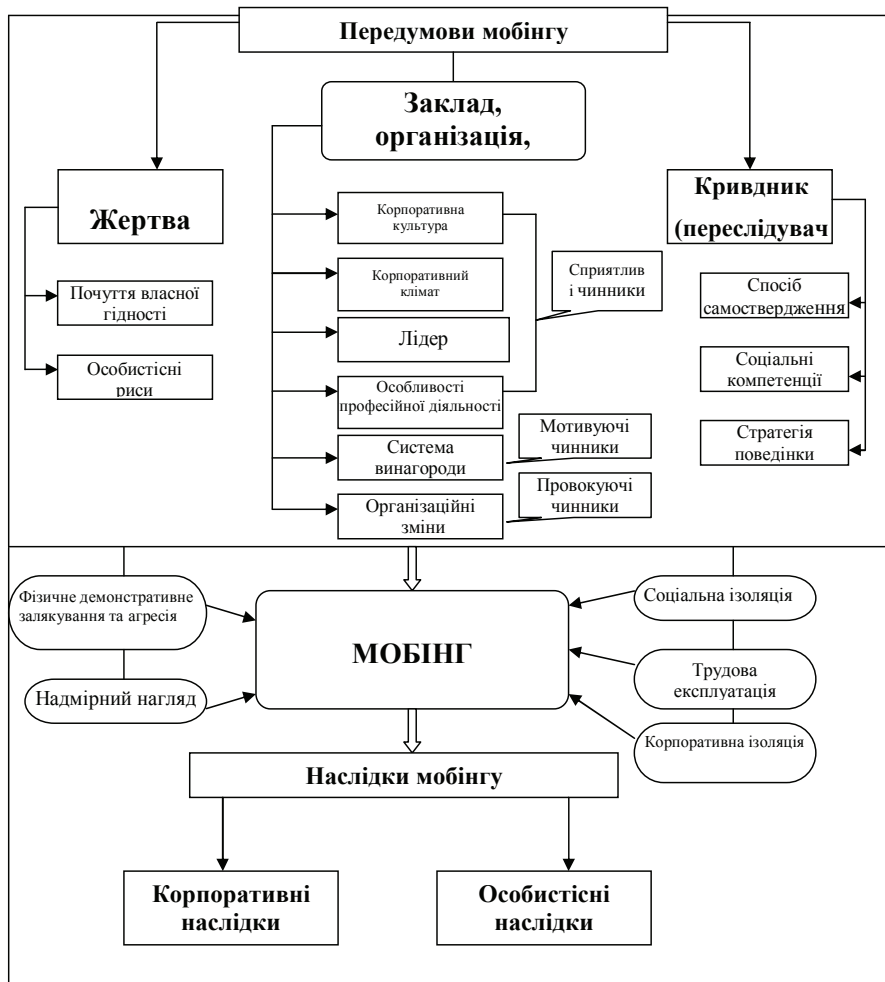 Передумови мобінгу
Заклад,
організація,
Жертва
Почуття власної
гідності
Особистісні
риси
Корпоративна
культура
Корпоративний
клімат
Лідер
Особливості
професійної діяльності
Система
винагороди
Організаційні
зміни
Сприятлив
і чинники
Мотивуючі
чинники
Провокуючі
чинники
Кривдник
(переслідувач
Спосіб
самоствердження
Соціальні
компетенції
Стратегія
поведінки
Фізичне демонстративне
залякування та агресія
Надмірний нагляд
МОБІНГ
Соціальна ізоляція
Трудова
експлуатація
Корпоративна ізоляція
Наслідки мобінгу
Корпоративні
наслідки
Особистісні
наслідки